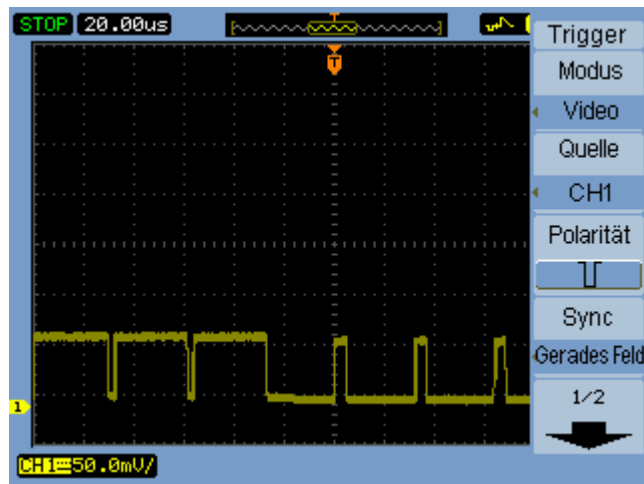 STOP 20.00us
T
Trigger
Modus
Video
Quelle
CH1
Polarität
Sync
Gerades Feld
1/2
1
CH1 50.0mV/